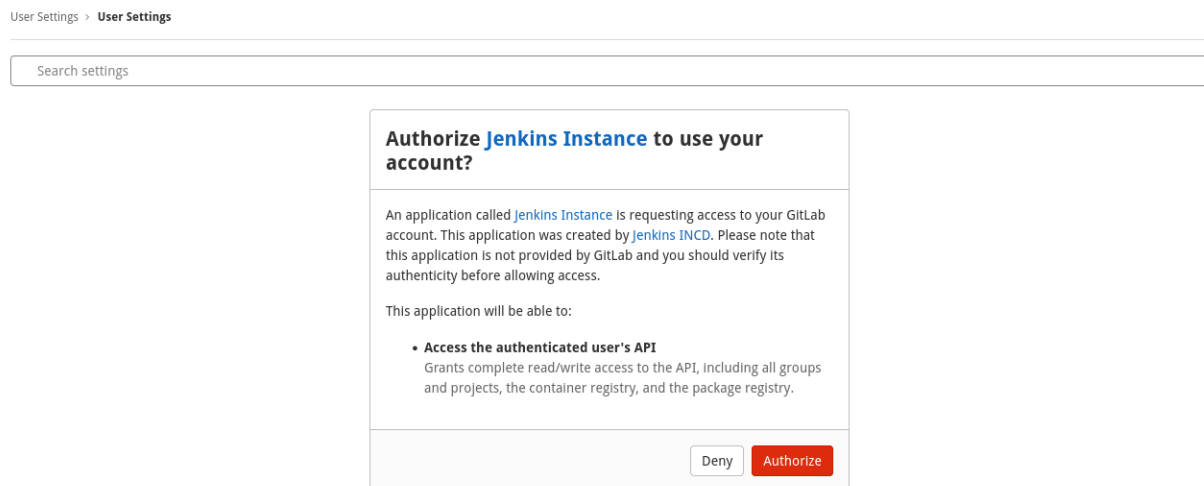 User Settings › User Settings
Search settings
Authorize Jenkins Instance to use your
account?
An application called Jenkins Instance is requesting access to your GitLab
account. This application was created by Jenkins INCD. Please note that
this application is not provided by GitLab and you should verify its
authenticity before allowing access.
This application will be able to:
• Access the authenticated user's API
Grants complete read/write access to the API, including all groups
and projects, the container registry, and the package registry.
Deny Authorize